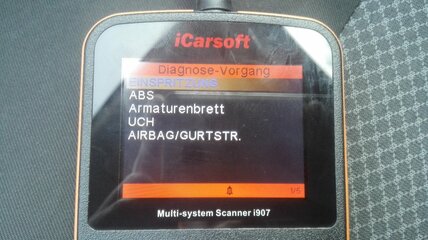 iCarsoft
Diagnose-Vorgang
EINSPRITZUNG
ABS
Armaturenbrett
UCH
AIRBAG/GURTSTR.
1/5
Multi-system Scanner i907